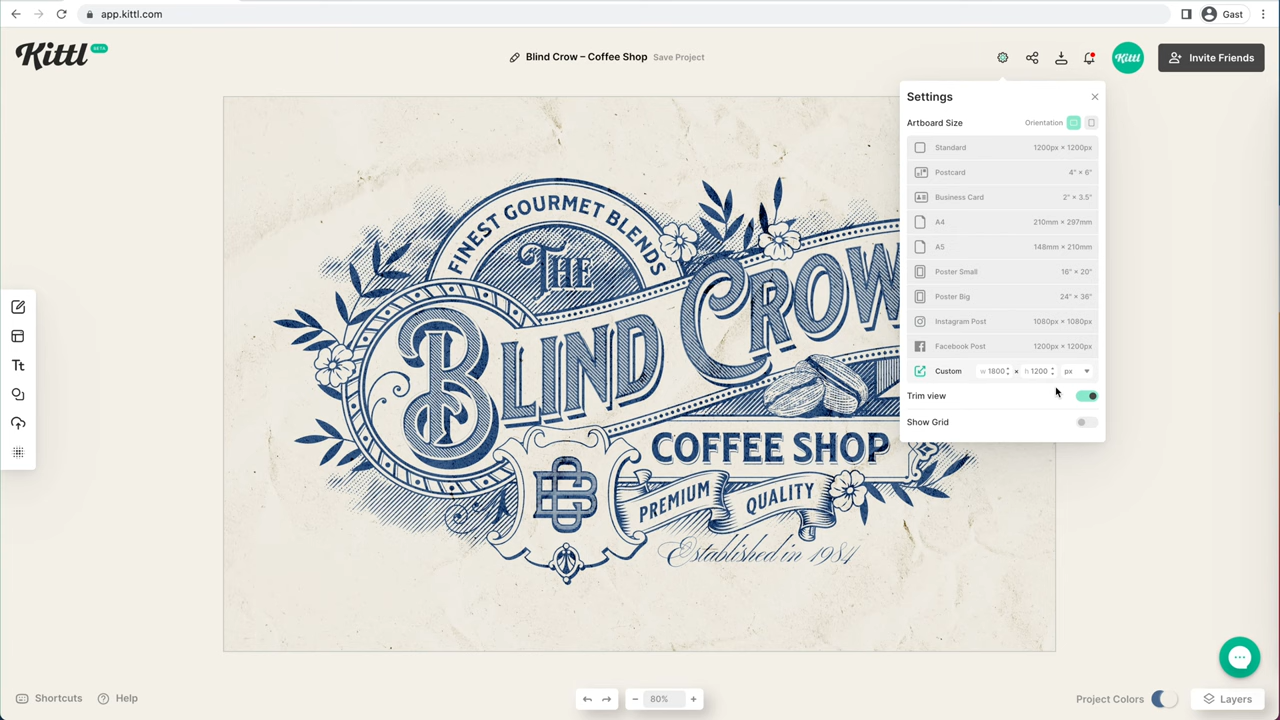 app.kittl.com
Gast
Kittl BETA
Blind Crow – Coffee Shop Save Project
Kittl
Invite Friends
Settings
Artboard Size Orientation
Standard 1200px × 1200px
Postcard 4" × 6"
Business Card 2" × 3.5"
A4 210mm × 297mm
A5 148mm × 210mm
Poster Small 16" × 20"
Poster Big 24" × 36"
Instagram Post 1080px × 1080px
Facebook Post 1200px × 1200px
Custom w 1800 × h 1200 px
Trim view
Show Grid
FINEST GOURMET BLENDS
THE
BLIND CROW
COFFEE SHOP
B
PREMIUM QUALITY
Established in 1984
Tt
Shortcuts Help
80%
Project Colors
Layers